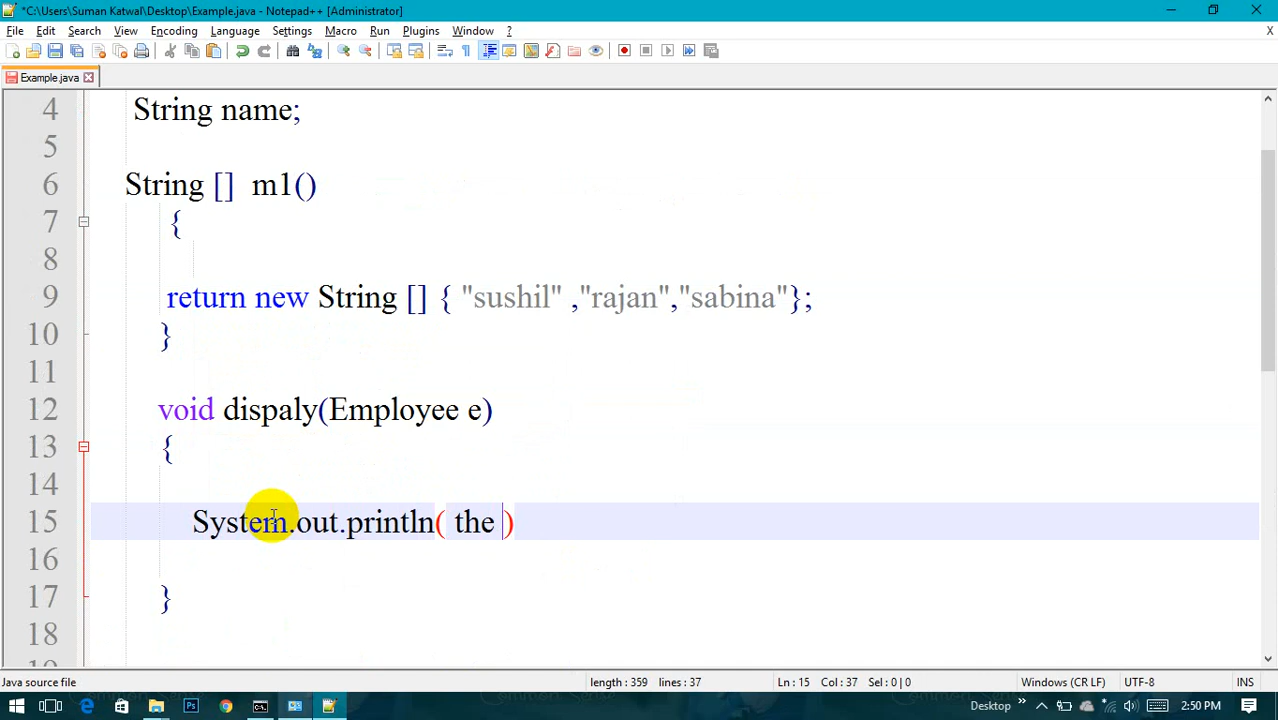 *C:\Users\Suman Katwal\Desktop\Example.java - Notepad++ [Administrator]
File Edit Search View Encoding Language Settings Macro Run Plugins Window ? X
Example.java
4 String name;
5
6 String [] m1()
7 {
8
9 return new String [] { "sushil" ,"rajan","sabina"};
10 }
11
12 void dispaly(Employee e)
13 {
14
15 System.out.println( the )
16
17 }
18
Java source file length : 359 lines : 37 Ln : 15 Col : 37 Sel : 0 | 0 Windows (CR LF) UTF-8 INS
Desktop 2:50 PM